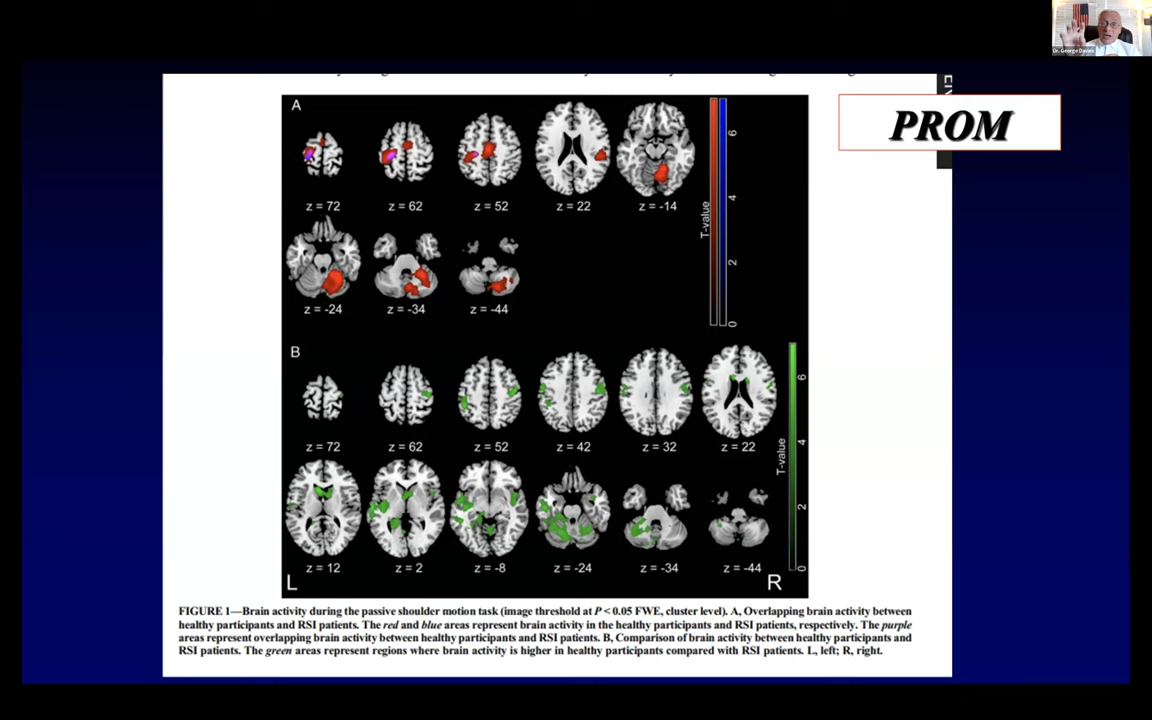 Dr. George Davies
PROM
A
6
4
2
0
T-value
z = 72
z = 62
z = 52
z = 22
z = -14
z = -24
z = -34
z = -44
B
6
4
2
0
T-value
z = 72
z = 62
z = 52
z = 42
z = 32
z = 22
z = 12
z = 2
z = -8
z = -24
z = -34
z = -44
L
R
FIGURE 1—Brain activity during the passive shoulder motion task (image threshold at P < 0.05 FWE, cluster level). A, Overlapping brain activity between
healthy participants and RSI patients. The red and blue areas represent brain activity in the healthy participants and RSI patients, respectively. The purple
areas represent overlapping brain activity between healthy participants and RSI patients. B, Comparison of brain activity between healthy participants and
RSI patients. The green areas represent regions where brain activity is higher in healthy participants compared with RSI patients. L, left; R, right.